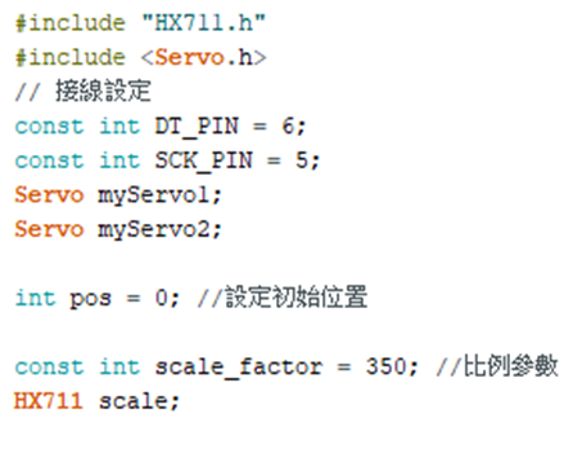 #include "HX711.h"
#include <Servo.h>
// 接線設定
const int DT_PIN = 6;
const int SCK_PIN = 5;
Servo myServo1;
Servo myServo2;
int pos = 0; //設定初始位置
const int scale_factor = 350; //比例參數
HX711 scale;